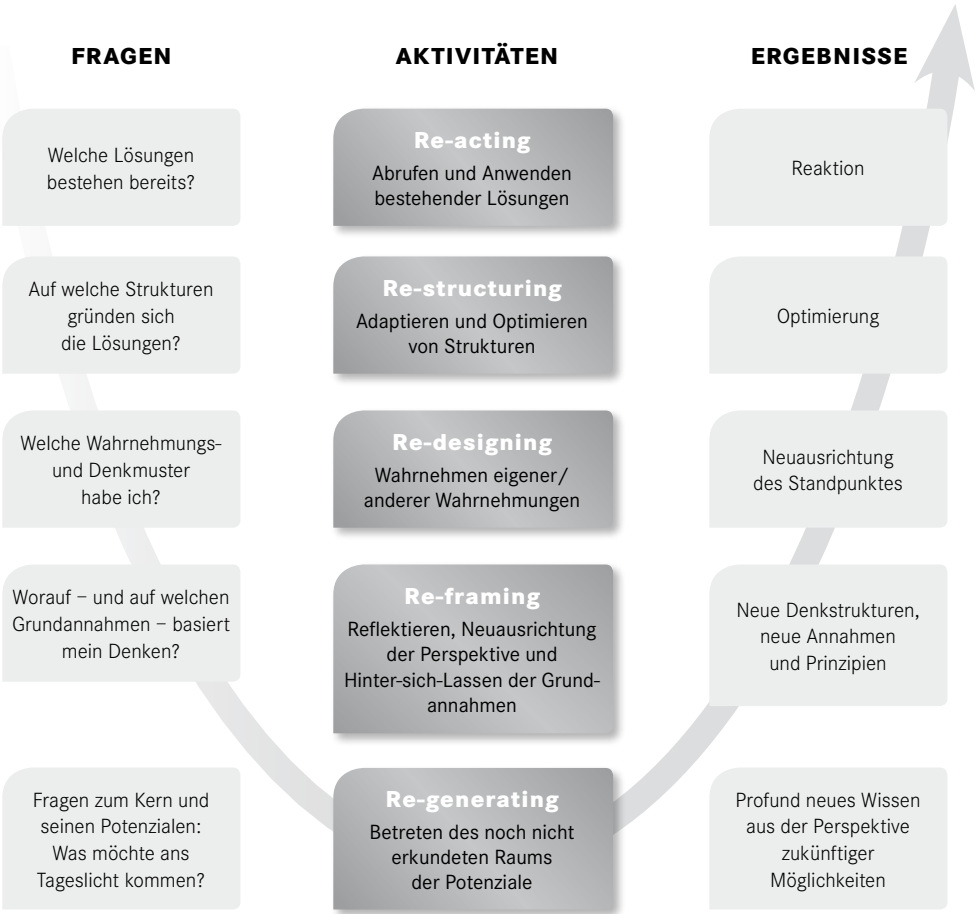 FRAGEN
AKTIVITÄTEN
ERGEBNISSE
Welche Lösungen
bestehen bereits?
Re-acting
Abrufen und Anwenden
bestehender Lösungen
Reaktion
Auf welche Strukturen
gründen sich
die Lösungen?
Re-structuring
Adaptieren und Optimieren
von Strukturen
Optimierung
Welche Wahrnehmungs-
und Denkmuster
habe ich?
Re-designing
Wahrnehmen eigener/
anderer Wahrnehmungen
Neuausrichtung
des Standpunktes
Worauf – und auf welchen
Grundannahmen – basiert
mein Denken?
Re-framing
Reflektieren, Neuausrichtung
der Perspektive und
Hinter-sich-Lassen der Grund-
annahmen
Neue Denkstrukturen,
neue Annahmen
und Prinzipien
Fragen zum Kern und
seinen Potenzialen:
Was möchte ans
Tageslicht kommen?
Re-generating
Betreten des noch nicht
erkundeten Raums
der Potenziale
Profund neues Wissen
aus der Perspektive
zukünftiger
Möglichkeiten